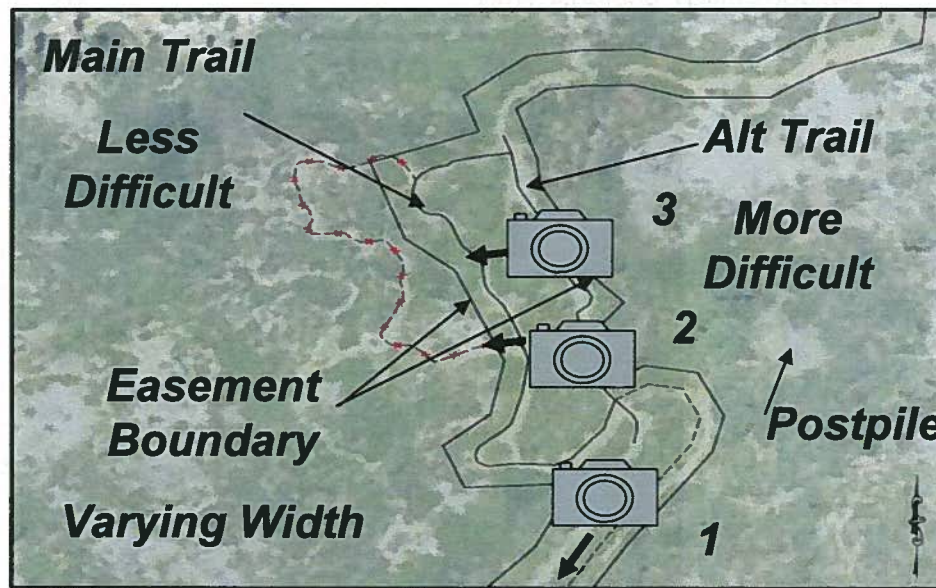 Main Trail
Less
Difficult
Alt Trail
3
More
Difficult
2
Easement
Boundary
Postpile
Varying Width
1